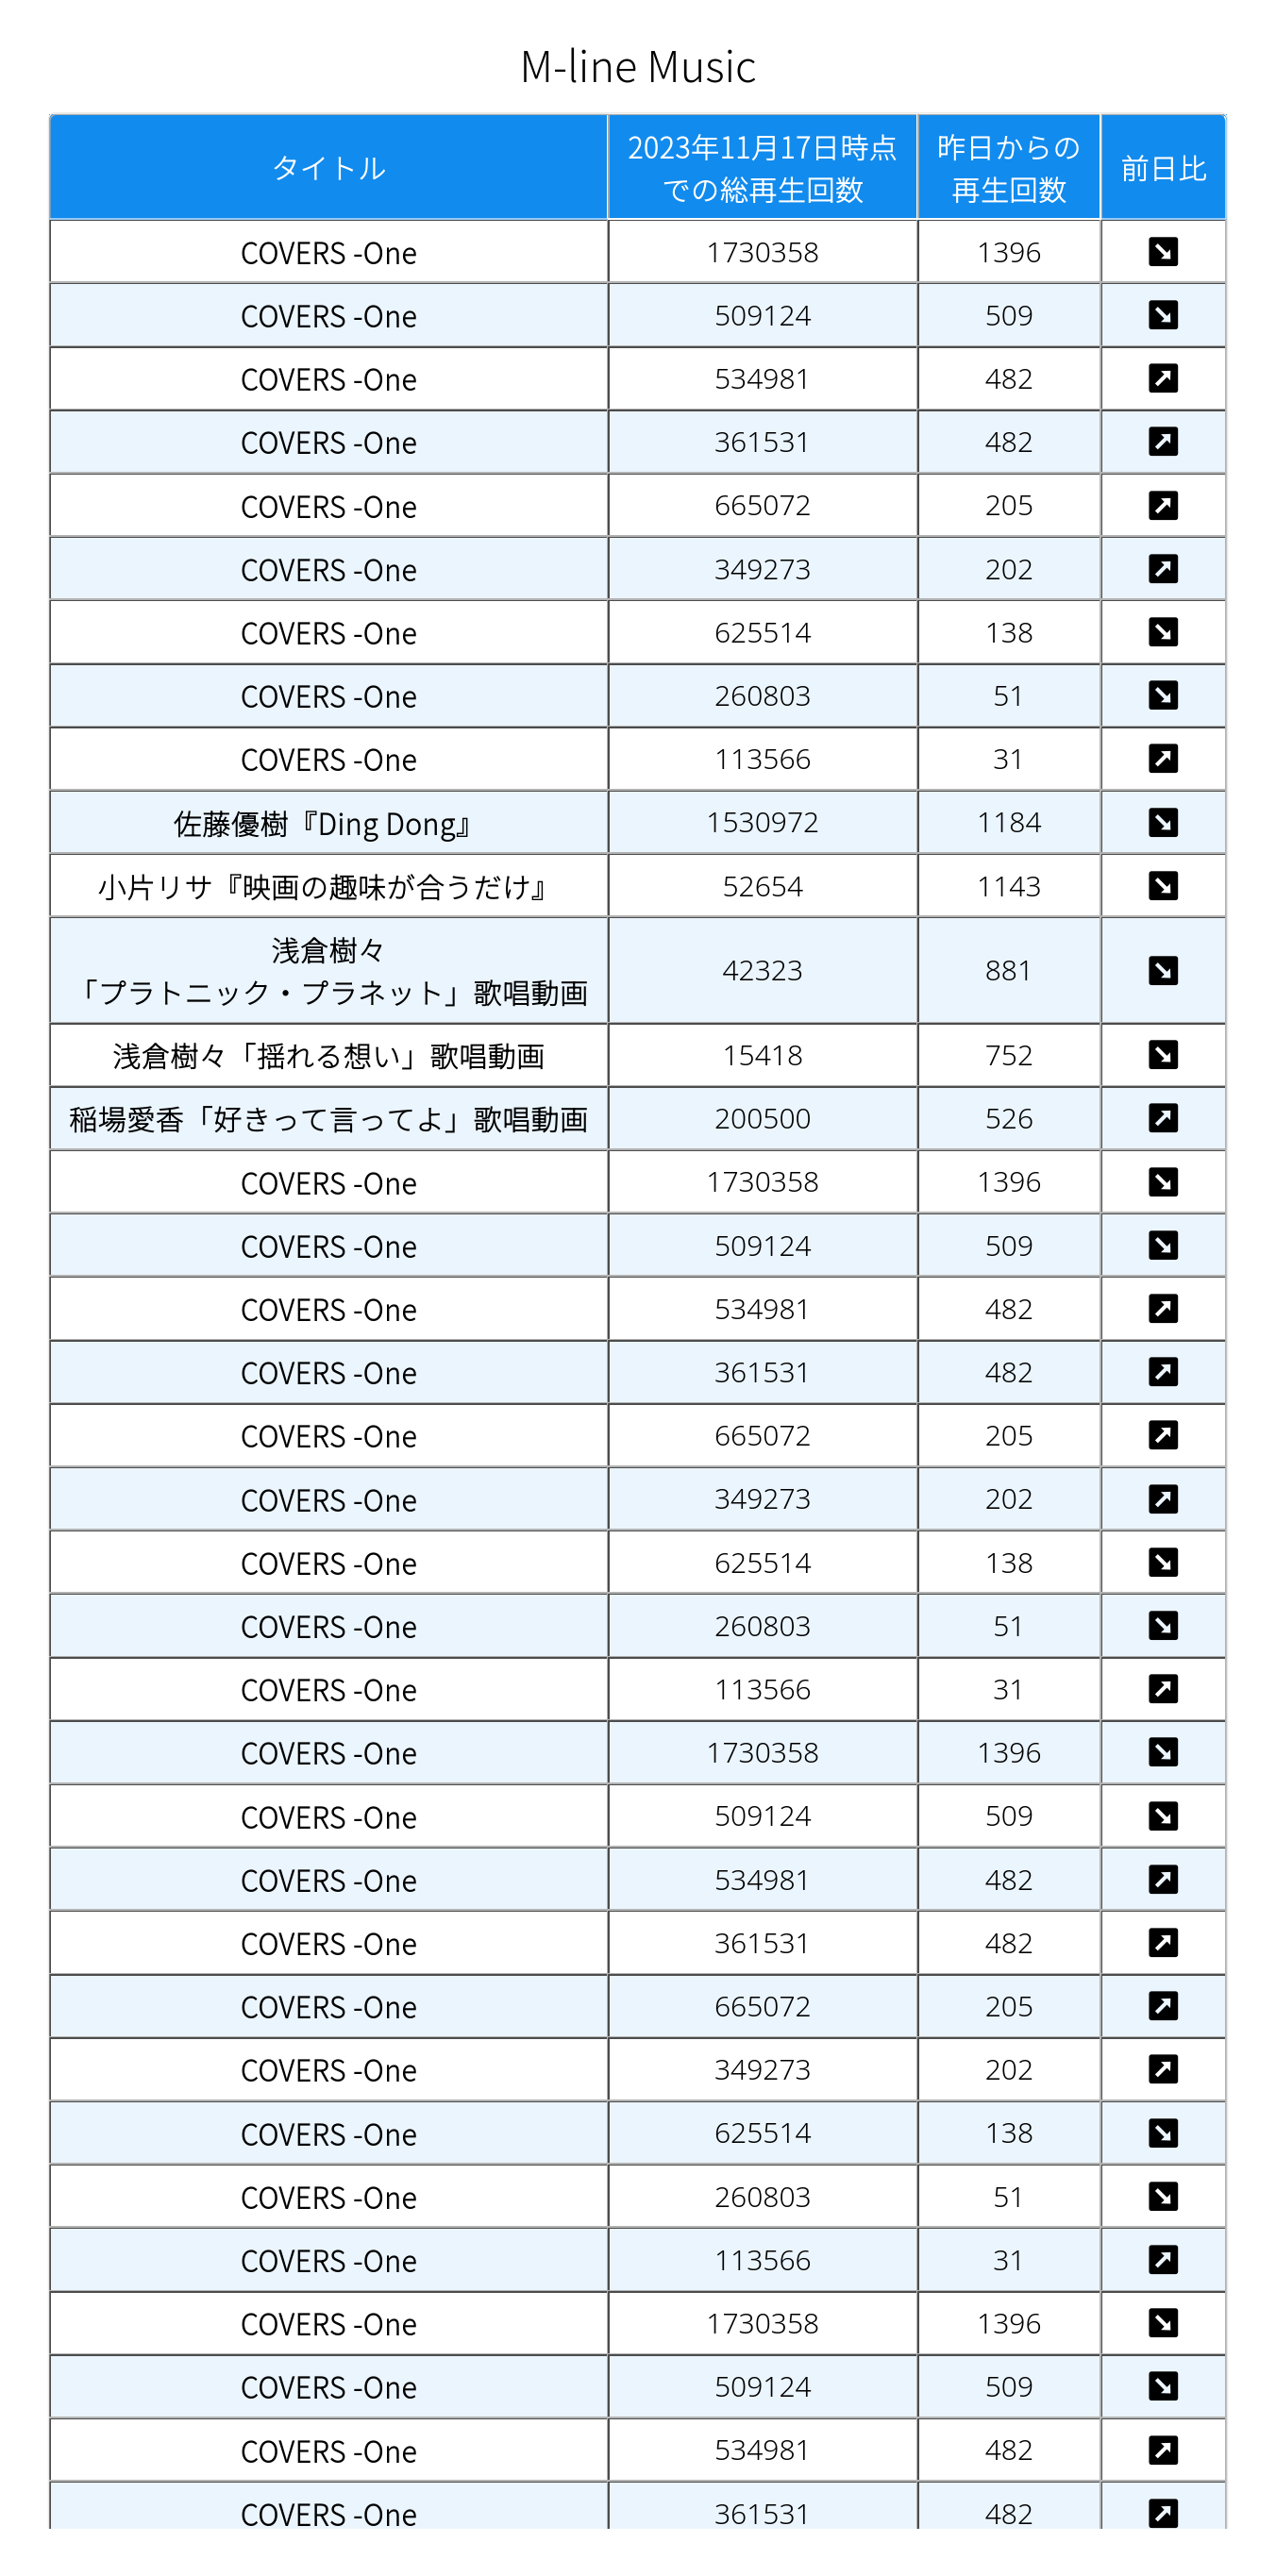 M-line Music
タイトル 2023年11月17日時点 昨日からの 前日比
での総再生回数 再生回数
COVERS -One 1730358 1396 ↘
COVERS -One 509124 509 ↘
COVERS -One 534981 482 ↗
COVERS -One 361531 482 ↗
COVERS -One 665072 205 ↗
COVERS -One 349273 202 ↗
COVERS -One 625514 138 ↘
COVERS -One 260803 51 ↘
COVERS -One 113566 31 ↗
佐藤優樹『Ding Dong』 1530972 1184 ↘
小片リサ『映画の趣味が合うだけ』 52654 1143 ↘
浅倉樹々
「プラトニック・プラネット」歌唱動画 42323 881 ↘
浅倉樹々「揺れる想い」歌唱動画 15418 752 ↘
稲場愛香「好きって言ってよ」歌唱動画 200500 526 ↗
COVERS -One 1730358 1396 ↘
COVERS -One 509124 509 ↘
COVERS -One 534981 482 ↗
COVERS -One 361531 482 ↗
COVERS -One 665072 205 ↗
COVERS -One 349273 202 ↗
COVERS -One 625514 138 ↘
COVERS -One 260803 51 ↘
COVERS -One 113566 31 ↗
COVERS -One 1730358 1396 ↘
COVERS -One 509124 509 ↘
COVERS -One 534981 482 ↗
COVERS -One 361531 482 ↗
COVERS -One 665072 205 ↗
COVERS -One 349273 202 ↗
COVERS -One 625514 138 ↘
COVERS -One 260803 51 ↘
COVERS -One 113566 31 ↗
COVERS -One 1730358 1396 ↘
COVERS -One 509124 509 ↘
COVERS -One 534981 482 ↗
COVERS -One 361531 482 ↗